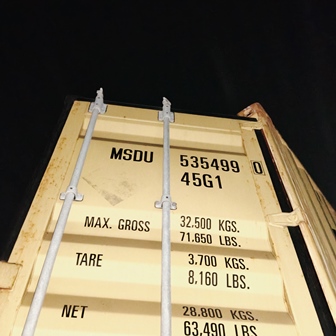 MSDU 535499 0
45G1
MAX. GROSS 32.500 KGS.
71.650 LBS.
TARE 3.700 KGS.
8,160 LBS.
NET 28.800 KGS.
63,490 LBS